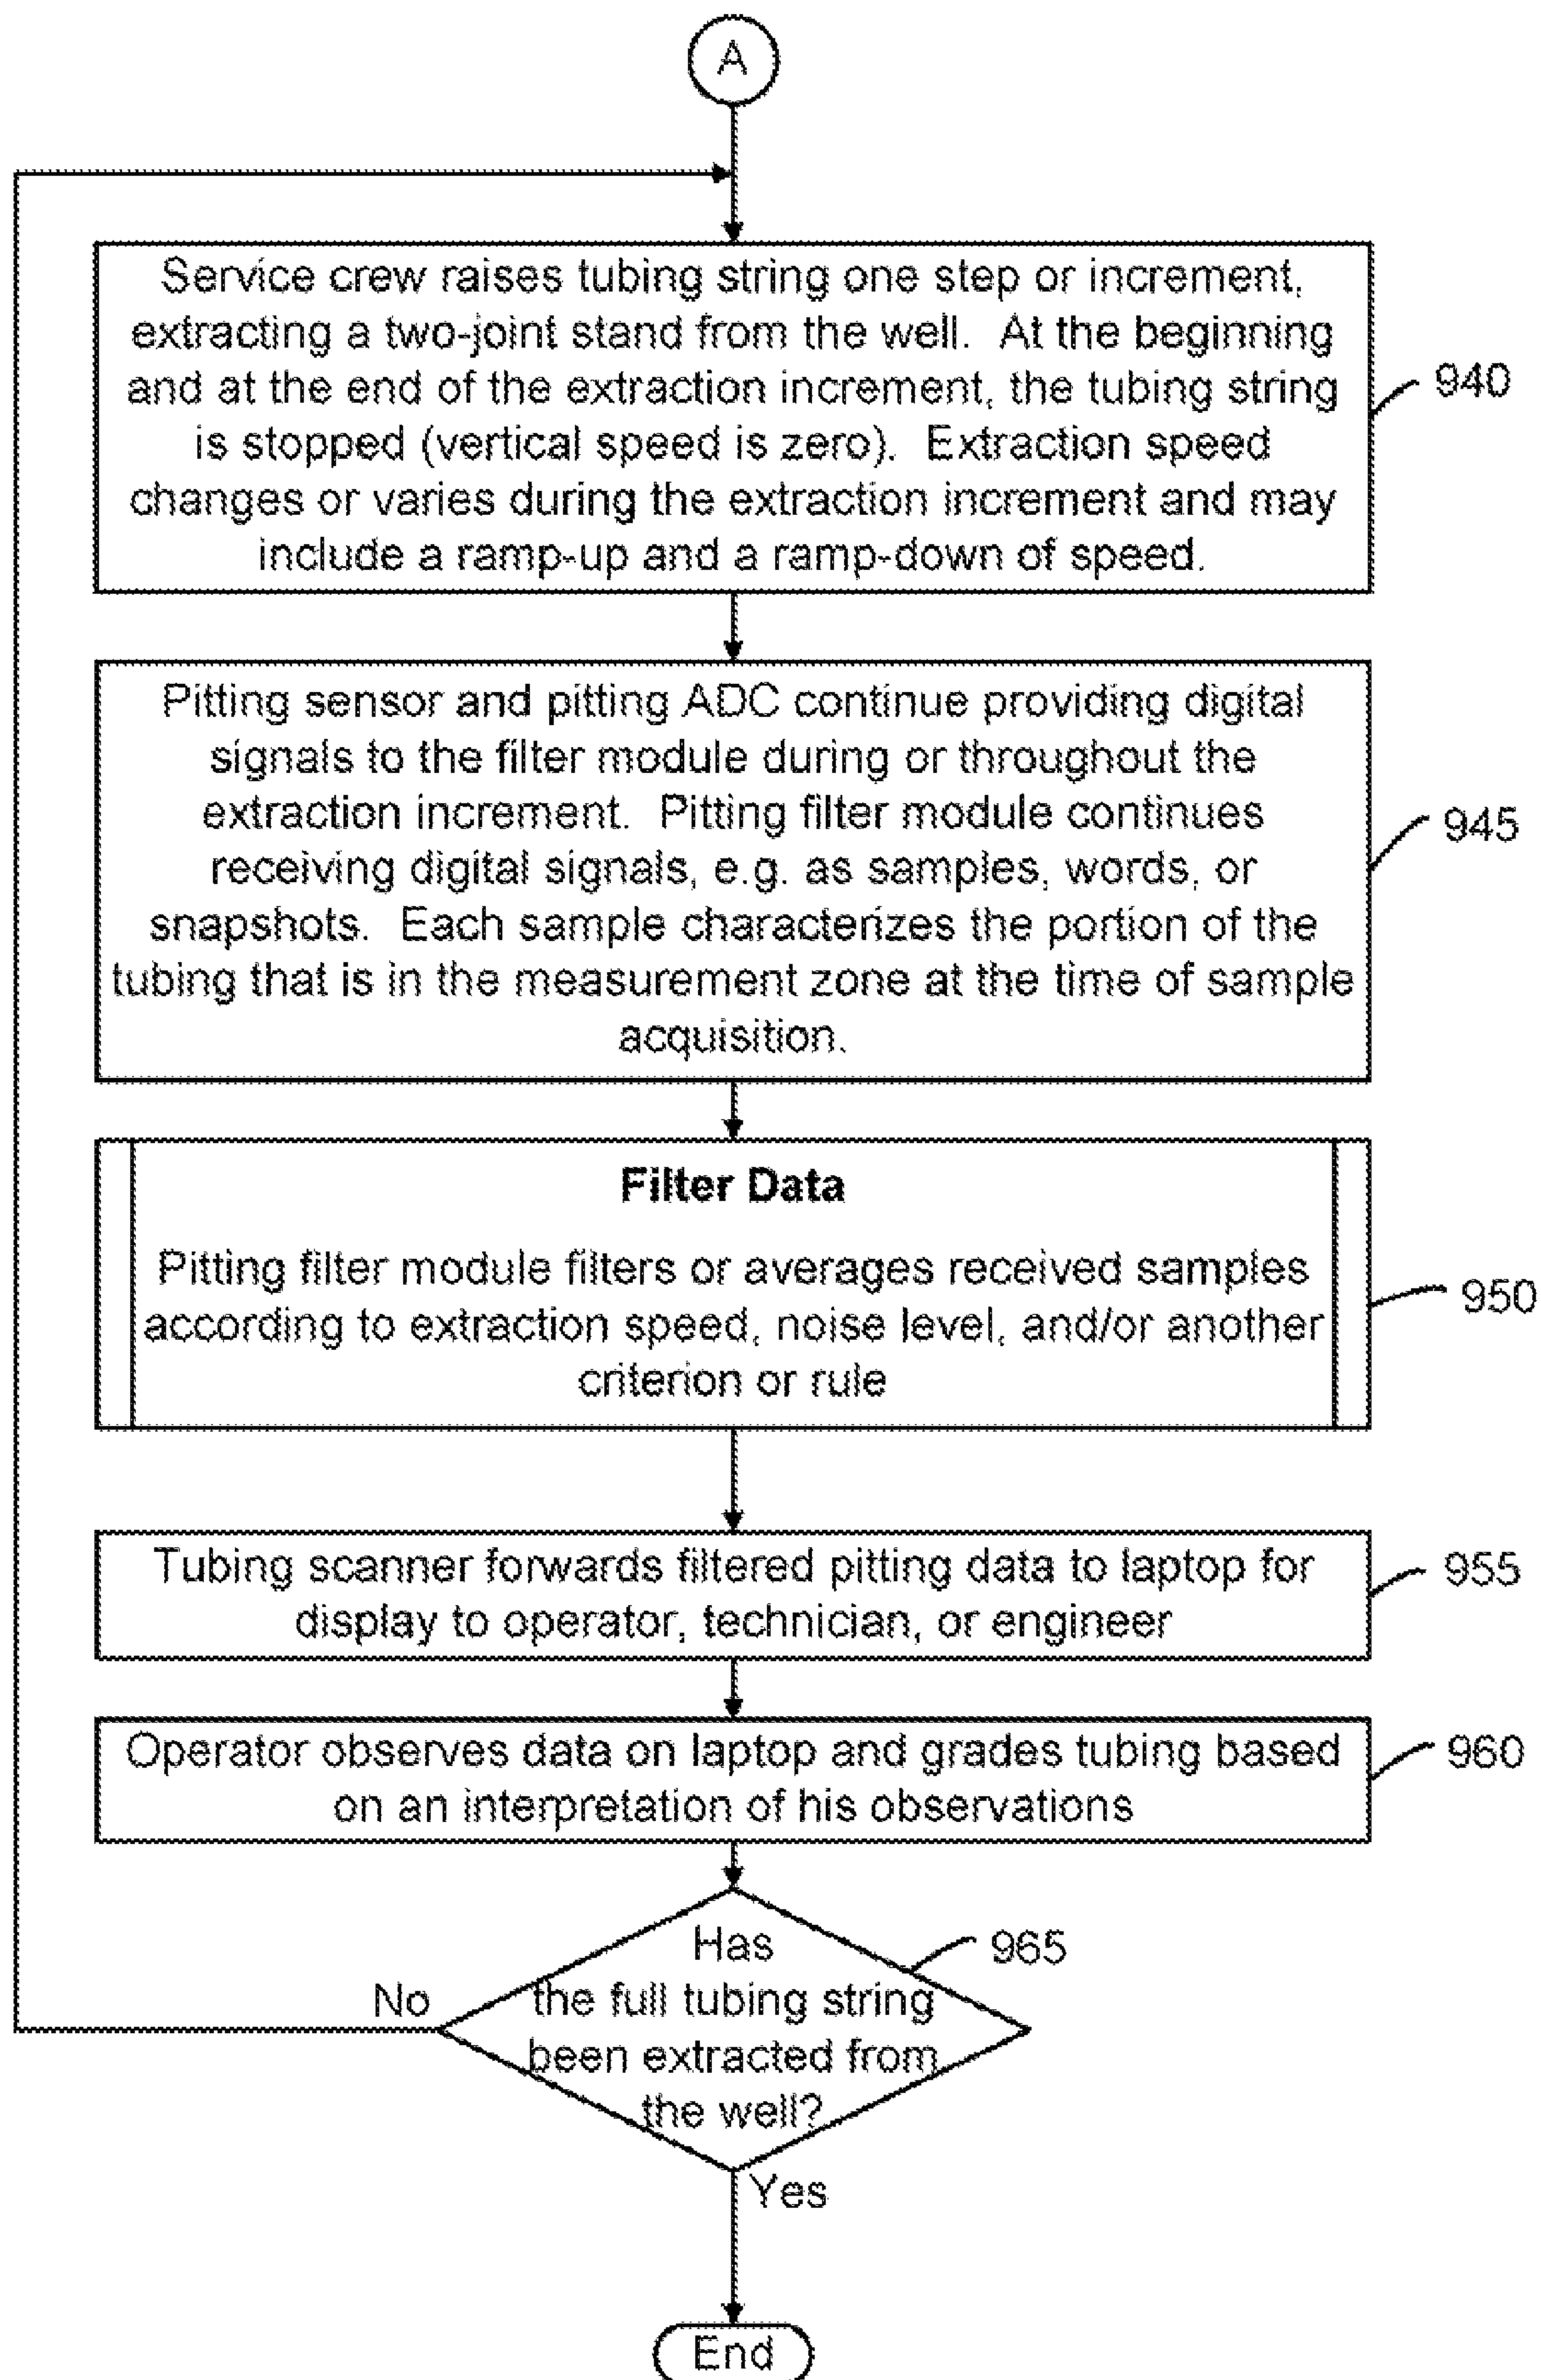 A
Service crew raises tubing string one step or increment,
extracting a two-joint stand from the well.  At the beginning
and at the end of the extraction increment, the tubing string
is stopped (vertical speed is zero).  Extraction speed
changes or varies during the extraction increment and may
include a ramp-up and a ramp-down of speed.
940
Pitting sensor and pitting ADC continue providing digital
signals to the filter module during or throughout the
extraction increment.  Pitting filter module continues
receiving digital signals, e.g. as samples, words, or
snapshots.  Each sample characterizes the portion of the
tubing that is in the measurement zone at the time of sample
acquisition.
945
Filter Data
Pitting filter module filters or averages received samples
according to extraction speed, noise level, and/or another
criterion or rule
950
Tubing scanner forwards filtered pitting data to laptop for
display to operator, technician, or engineer
955
Operator observes data on laptop and grades tubing based
on an interpretation of his observations
960
Has
the full tubing string
been extracted from
the well?
965
No
Yes
End